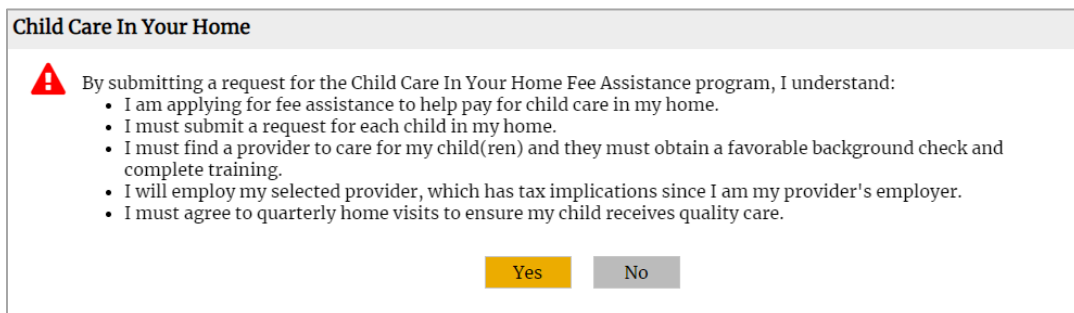 Child Care In Your Home
By submitting a request for the Child Care In Your Home Fee Assistance program, I understand:
• I am applying for fee assistance to help pay for child care in my home.
• I must submit a request for each child in my home.
• I must find a provider to care for my child(ren) and they must obtain a favorable background check and
complete training.
• I will employ my selected provider, which has tax implications since I am my provider's employer.
• I must agree to quarterly home visits to ensure my child receives quality care.
Yes No